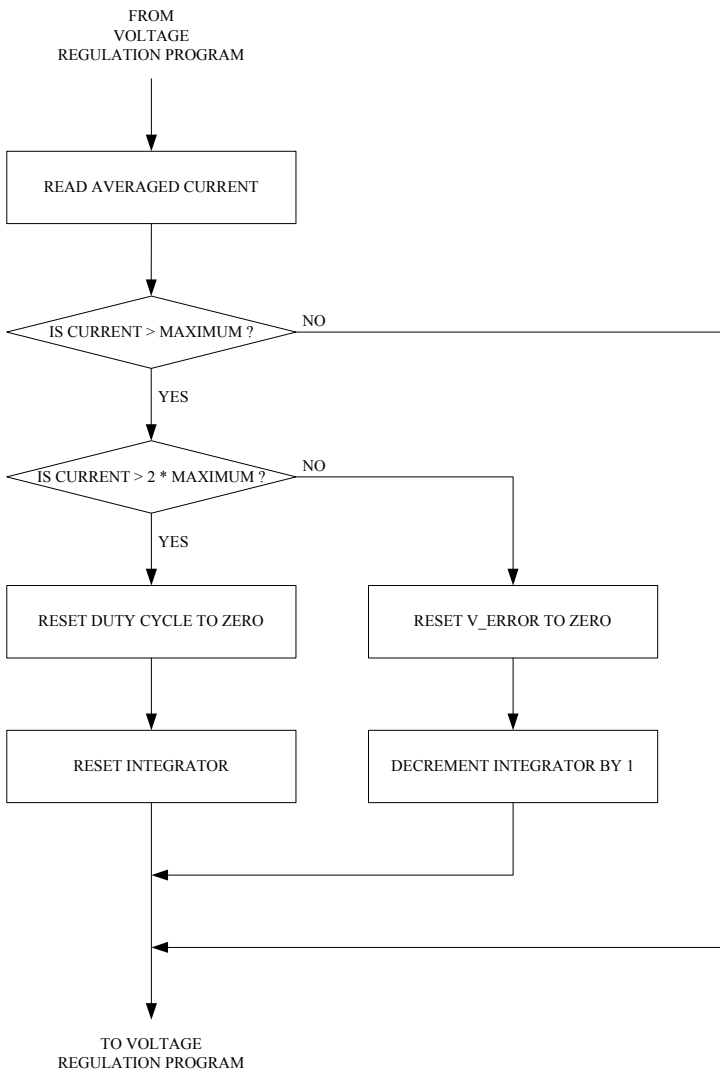 FROM
VOLTAGE
REGULATION PROGRAM
READ AVERAGED CURRENT
IS CURRENT > MAXIMUM ?
NO
YES
IS CURRENT > 2 * MAXIMUM ?
NO
YES
RESET DUTY CYCLE TO ZERO
RESET V_ERROR TO ZERO
RESET INTEGRATOR
DECREMENT INTEGRATOR BY 1
TO VOLTAGE
REGULATION PROGRAM